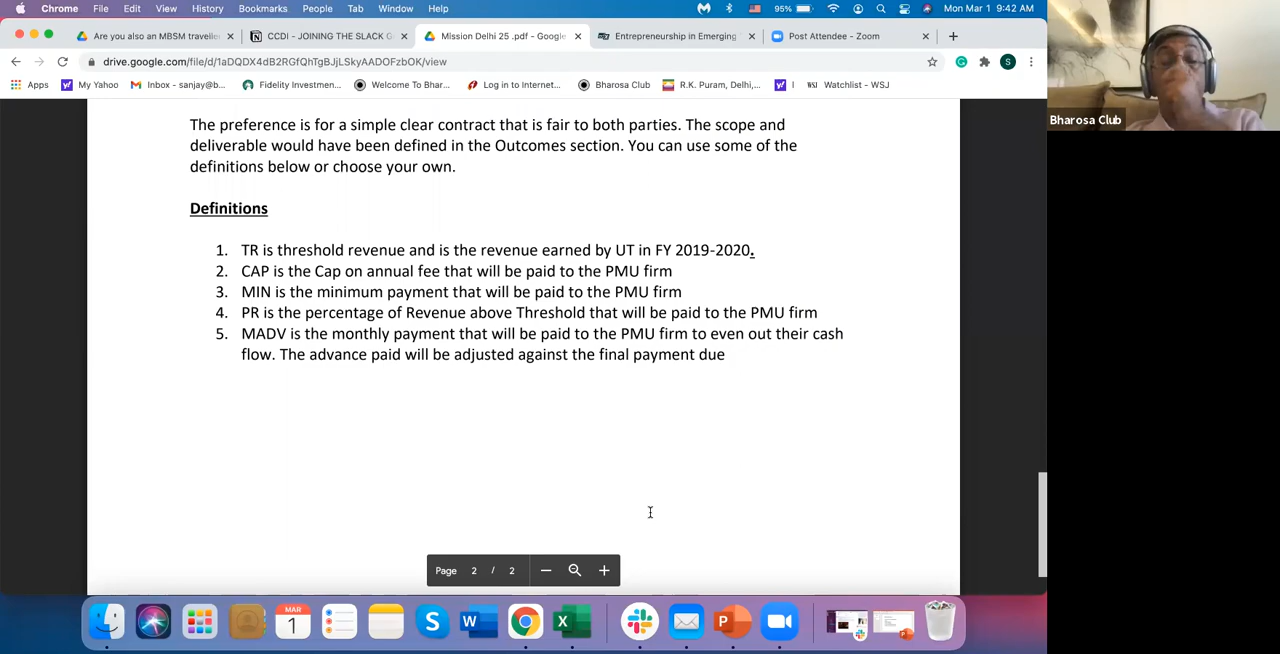 Chrome File Edit View History Bookmarks People Tab Window Help 95% Mon Mar 1 9:42 AM
Are you also an MBSM traveller CCDI - JOINING THE SLACK G Mission Delhi 25 .pdf - Google Entrepreneurship in Emerging Post Attendee - Zoom
drive.google.com/file/d/1aDQDX4dB2RGfQhTgBJjLSkyAADOFzbOK/view
Apps My Yahoo Inbox - sanjay@b... Fidelity Investmen... Welcome To Bhar... Log in to Internet... Bharosa Club R.K. Puram, Delhi,... I WSJ Watchlist - WSJ
Bharosa Club
The preference is for a simple clear contract that is fair to both parties. The scope and
deliverable would have been defined in the Outcomes section. You can use some of the
definitions below or choose your own.
Definitions
1. TR is threshold revenue and is the revenue earned by UT in FY 2019-2020.
2. CAP is the Cap on annual fee that will be paid to the PMU firm
3. MIN is the minimum payment that will be paid to the PMU firm
4. PR is the percentage of Revenue above Threshold that will be paid to the PMU firm
5. MADV is the monthly payment that will be paid to the PMU firm to even out their cash
flow. The advance paid will be adjusted against the final payment due
Page 2 / 2
MAR
1